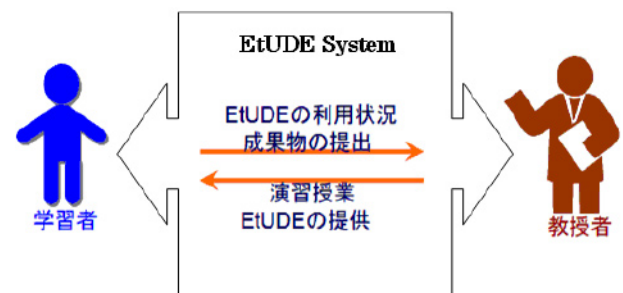 EtUDE System
EtUDEの利用状況
成果物の提出
演習授業
EtUDEの提供
学習者
教授者